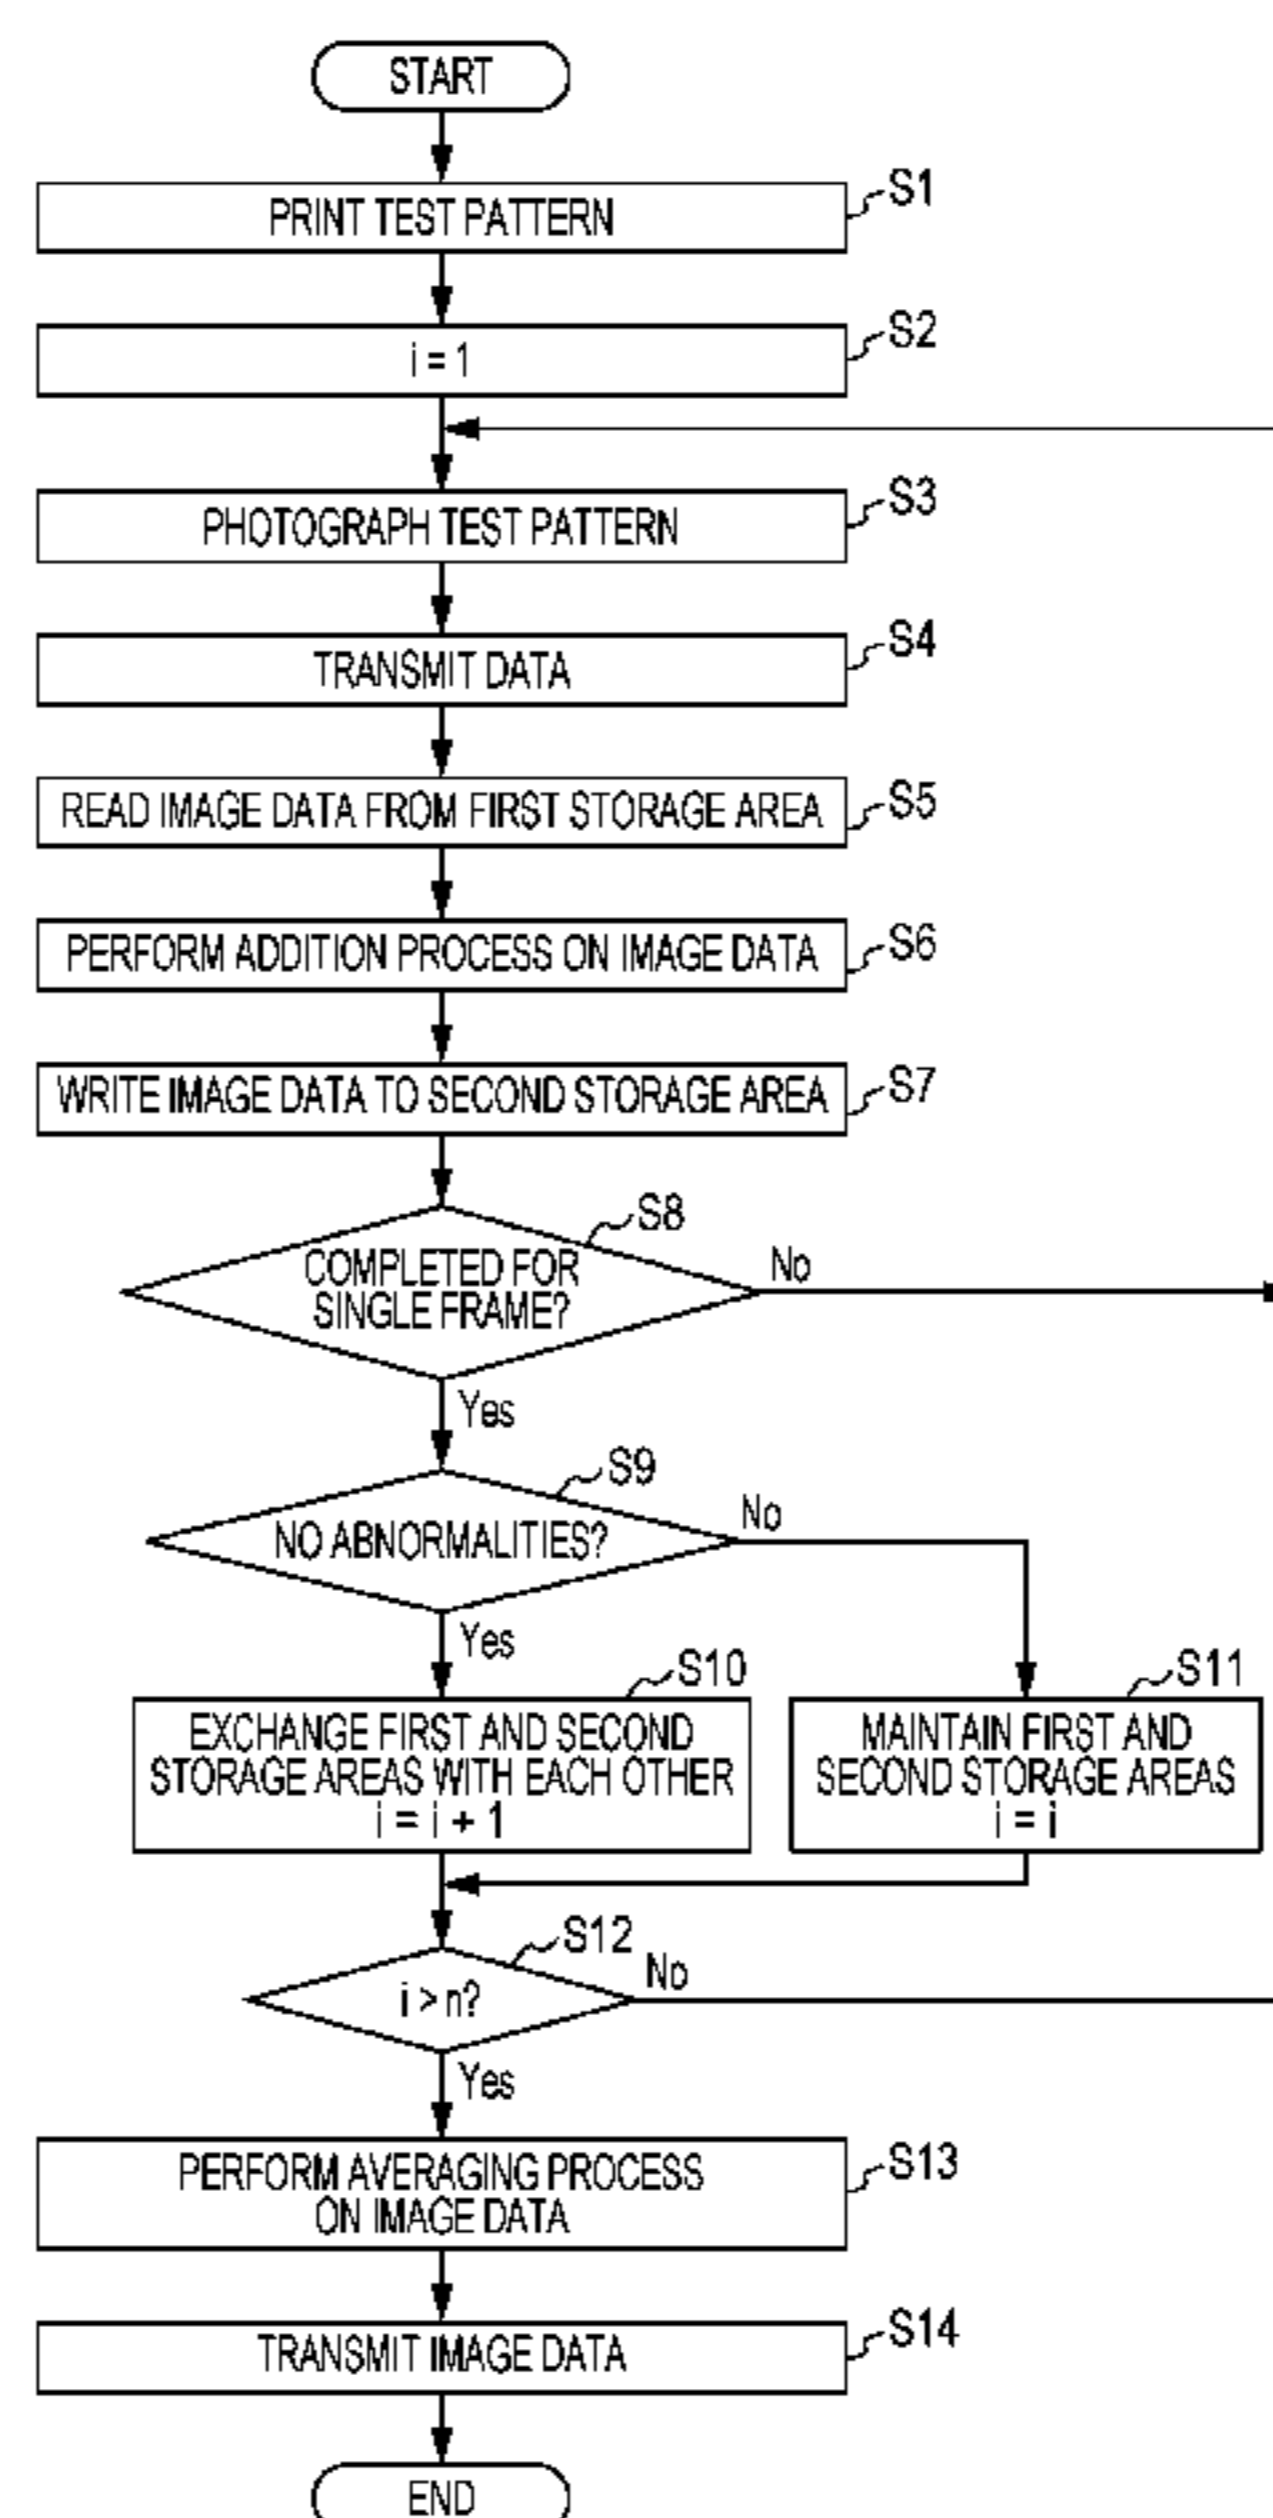 START
PRINT TEST PATTERN
S1
i = 1
S2
PHOTOGRAPH TEST PATTERN
S3
TRANSMIT DATA
S4
READ IMAGE DATA FROM FIRST STORAGE AREA
S5
PERFORM ADDITION PROCESS ON IMAGE DATA
S6
WRITE IMAGE DATA TO SECOND STORAGE AREA
S7
S8
COMPLETED FOR
SINGLE FRAME?
No
Yes
S9
NO ABNORMALITIES?
No
Yes
S10
EXCHANGE FIRST AND SECOND
STORAGE AREAS WITH EACH OTHER
i = i + 1
S11
MAINTAIN FIRST AND
SECOND STORAGE AREAS
i = i
S12
i > n?
No
Yes
PERFORM AVERAGING PROCESS
ON IMAGE DATA
S13
TRANSMIT IMAGE DATA
S14
END